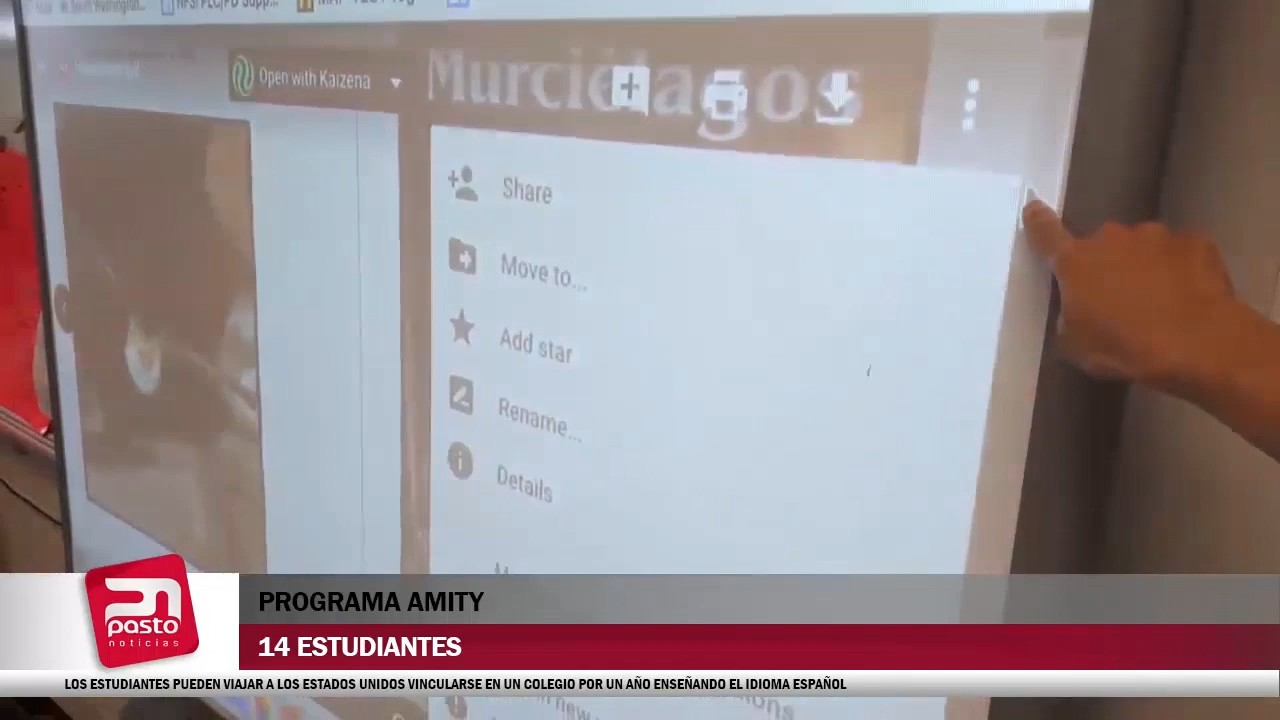 Open with Kaizena
Murciélagos
Share
Move to...
Add star
Rename...
Details
pasto
noticias
PROGRAMA AMITY
14 ESTUDIANTES
LOS ESTUDIANTES PUEDEN VIAJAR A LOS ESTADOS UNIDOS VINCULARSE EN UN COLEGIO POR UN AÑO ENSEÑANDO EL IDIOMA ESPAÑOL